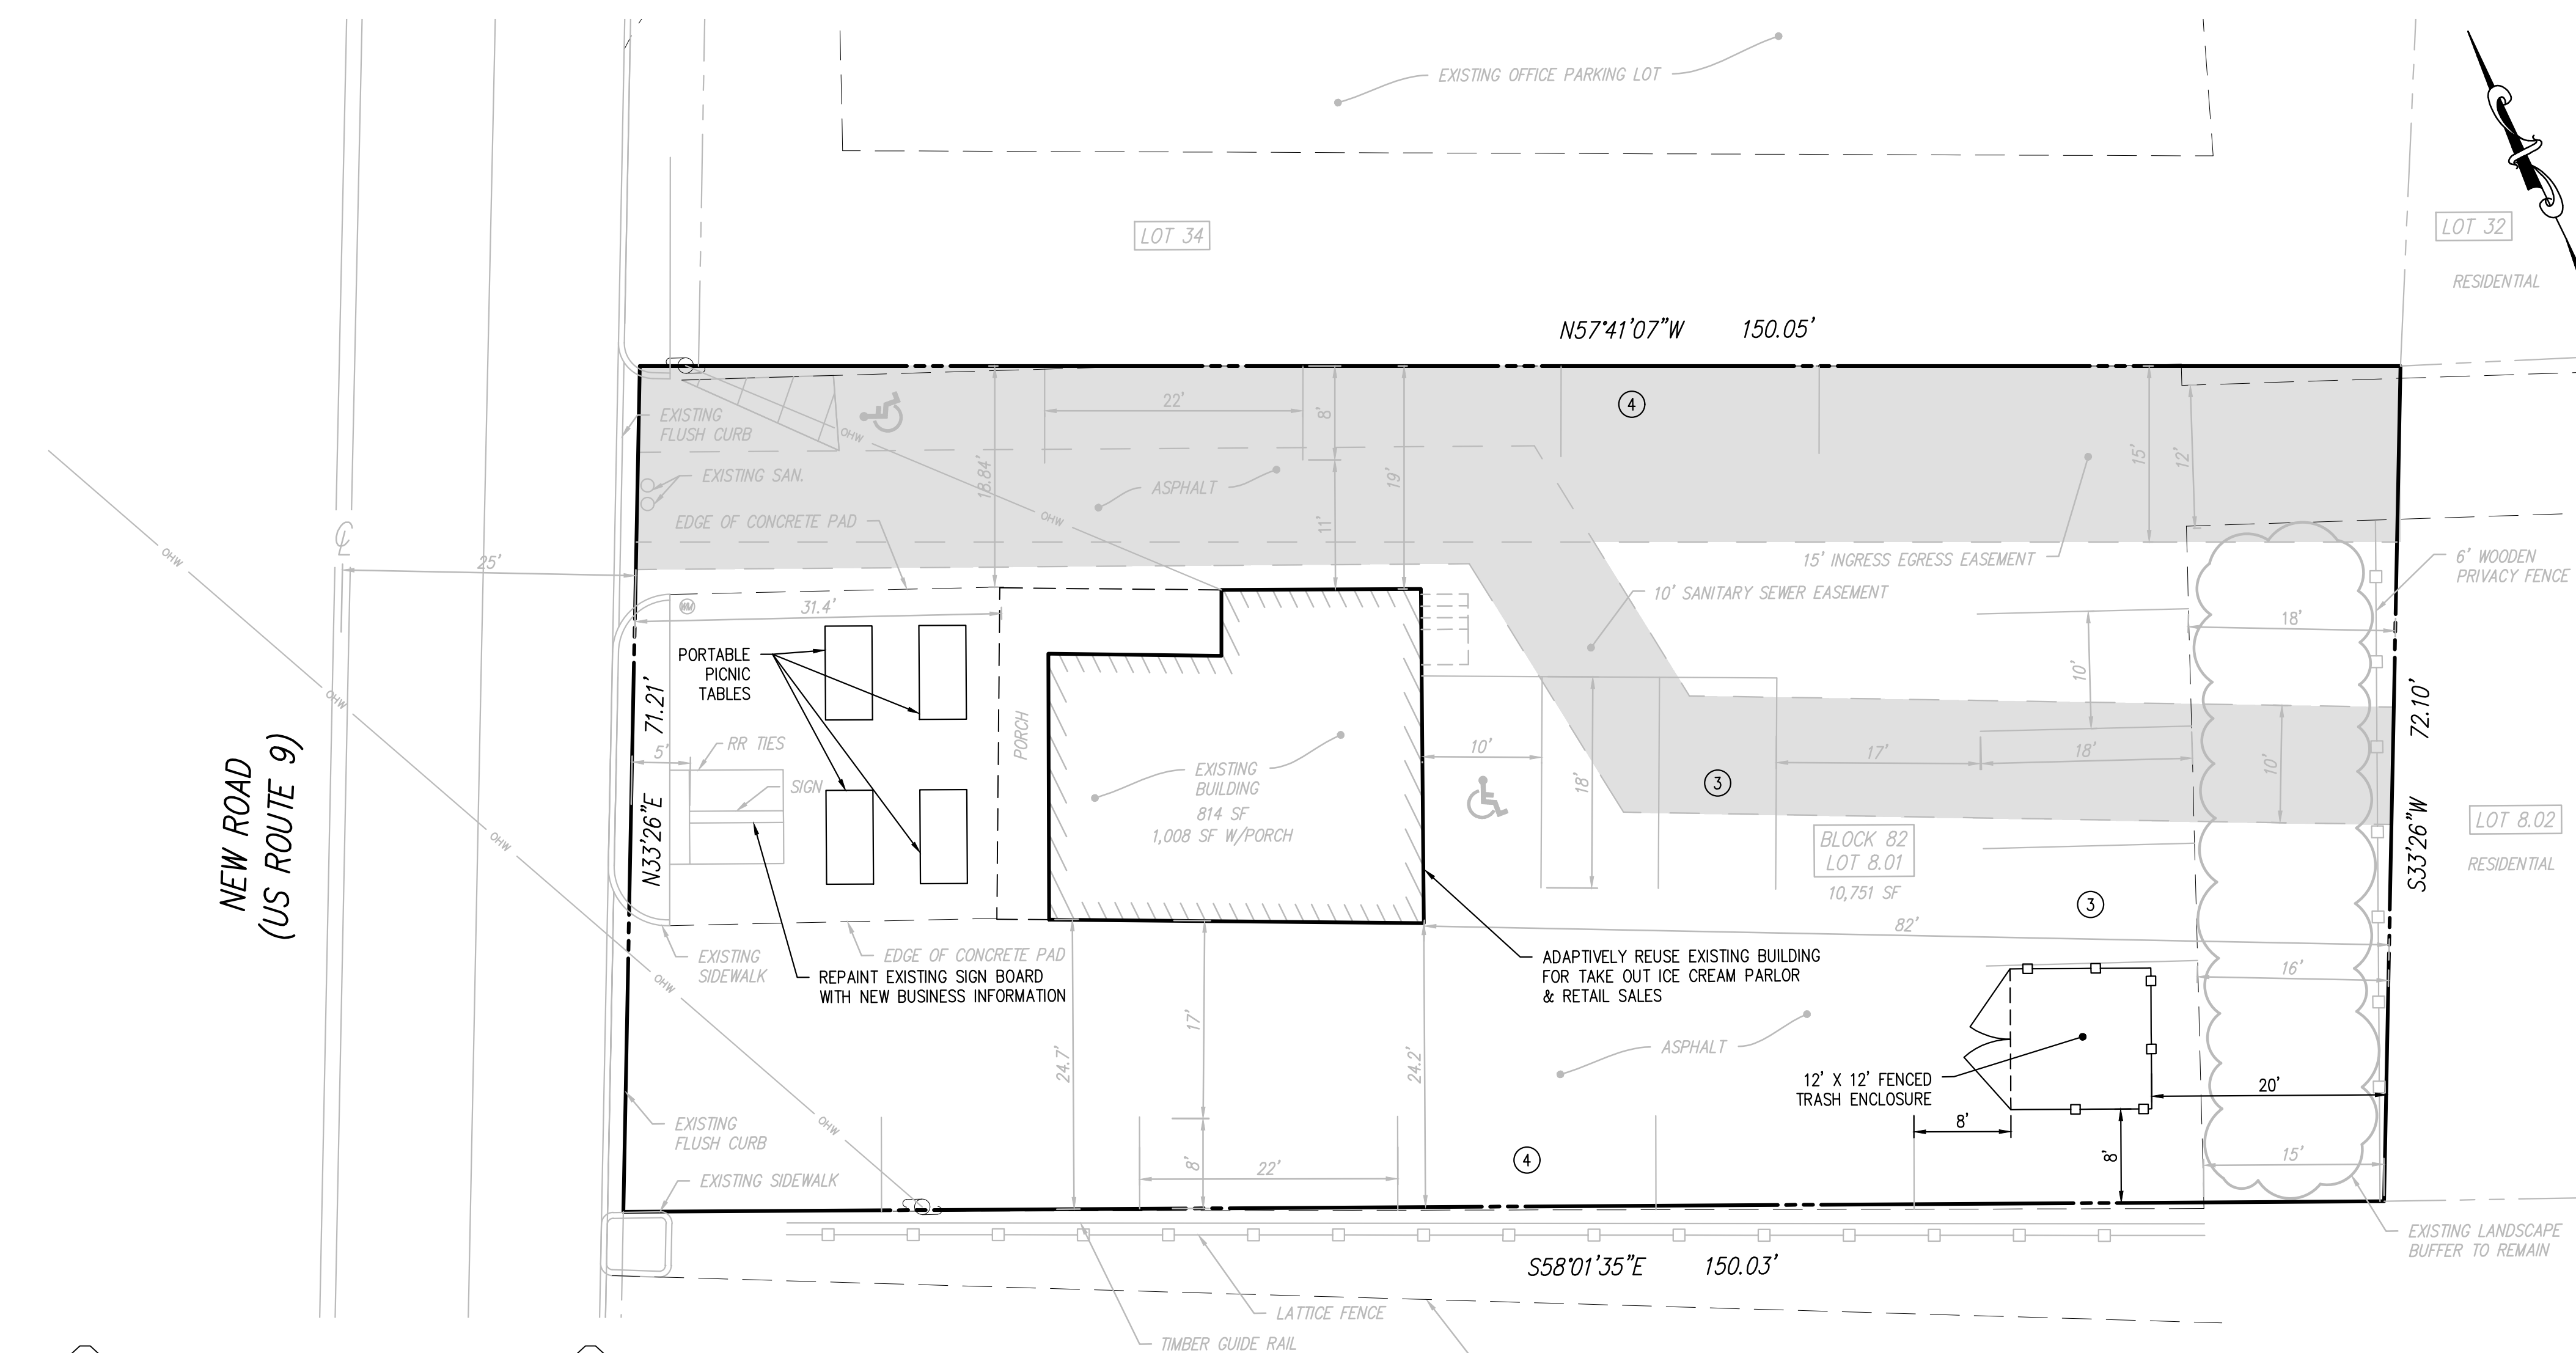 EXISTING OFFICE PARKING LOT
LOT 34
LOT 32
RESIDENTIAL
N57°41'07"W 150.05'
4
EXISTING
FLUSH CURB
22'
8'
15'
12'
OHW
EXISTING SAN.
18.84'
ASPHALT
19'
OHW
11'
EDGE OF CONCRETE PAD
℄
25'
OHW
15' INGRESS EGRESS EASEMENT
6' WOODEN
PRIVACY FENCE
10' SANITARY SEWER EASEMENT
WM
31.4'
18'
PORTABLE
PICNIC
TABLES
10'
OHW
71.21'
72.10'
PORCH
RR TIES
5'
SIGN
10'
17'
18'
10'
18'
3
EXISTING
BUILDING
814 SF
1,008 SF W/PORCH
NEW ROAD
(US ROUTE 9)
N33°26"E
S33°26"W
OHW
BLOCK 82
LOT 8.01
10,751 SF
LOT 8.02
RESIDENTIAL
3
82'
EDGE OF CONCRETE PAD
EXISTING
SIDEWALK
REPAINT EXISTING SIGN BOARD
WITH NEW BUSINESS INFORMATION
ADAPTIVELY REUSE EXISTING BUILDING
FOR TAKE OUT ICE CREAM PARLOR
& RETAIL SALES
16'
OHW
17'
24.7'
24.2'
ASPHALT
12' X 12' FENCED
TRASH ENCLOSURE
20'
8'
EXISTING
FLUSH CURB
OHW
8'
22'
4
8'
15'
EXISTING SIDEWALK
EXISTING LANDSCAPE
BUFFER TO REMAIN
S58°01'35"E 150.03'
LATTICE FENCE
TIMBER GUIDE RAIL